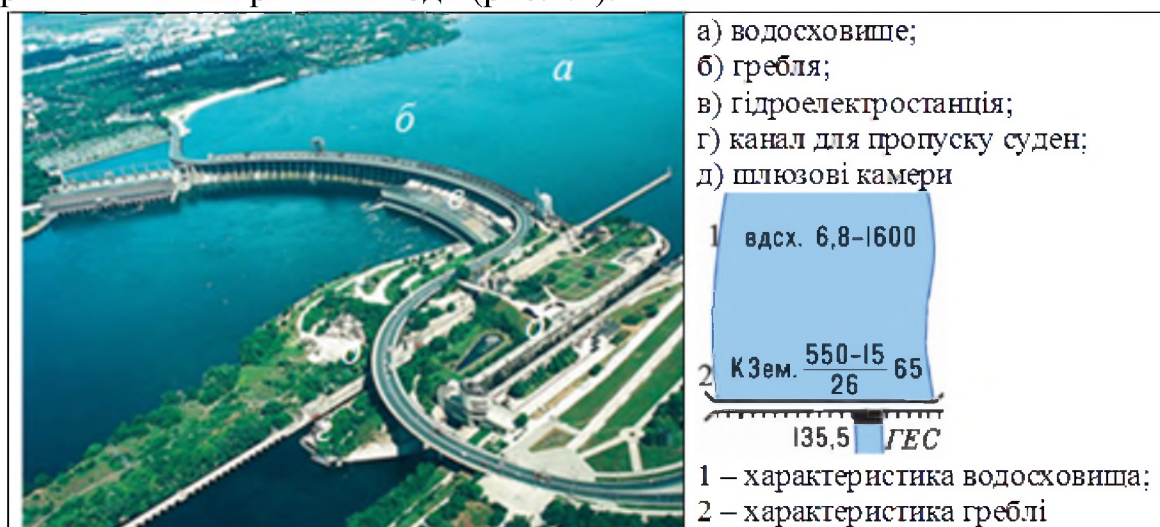 а
б
в
д
г
а) водосховище;
б) гребля;
в) гідроелектростанція;
г) канал для пропуску суден;
д) шлюзові камери
1 вдсх. 6,8-1600
2 КЗем. 550-15
26
65
135,5 ГЕС
1 – характеристика водосховища;
2 – характеристика греблі